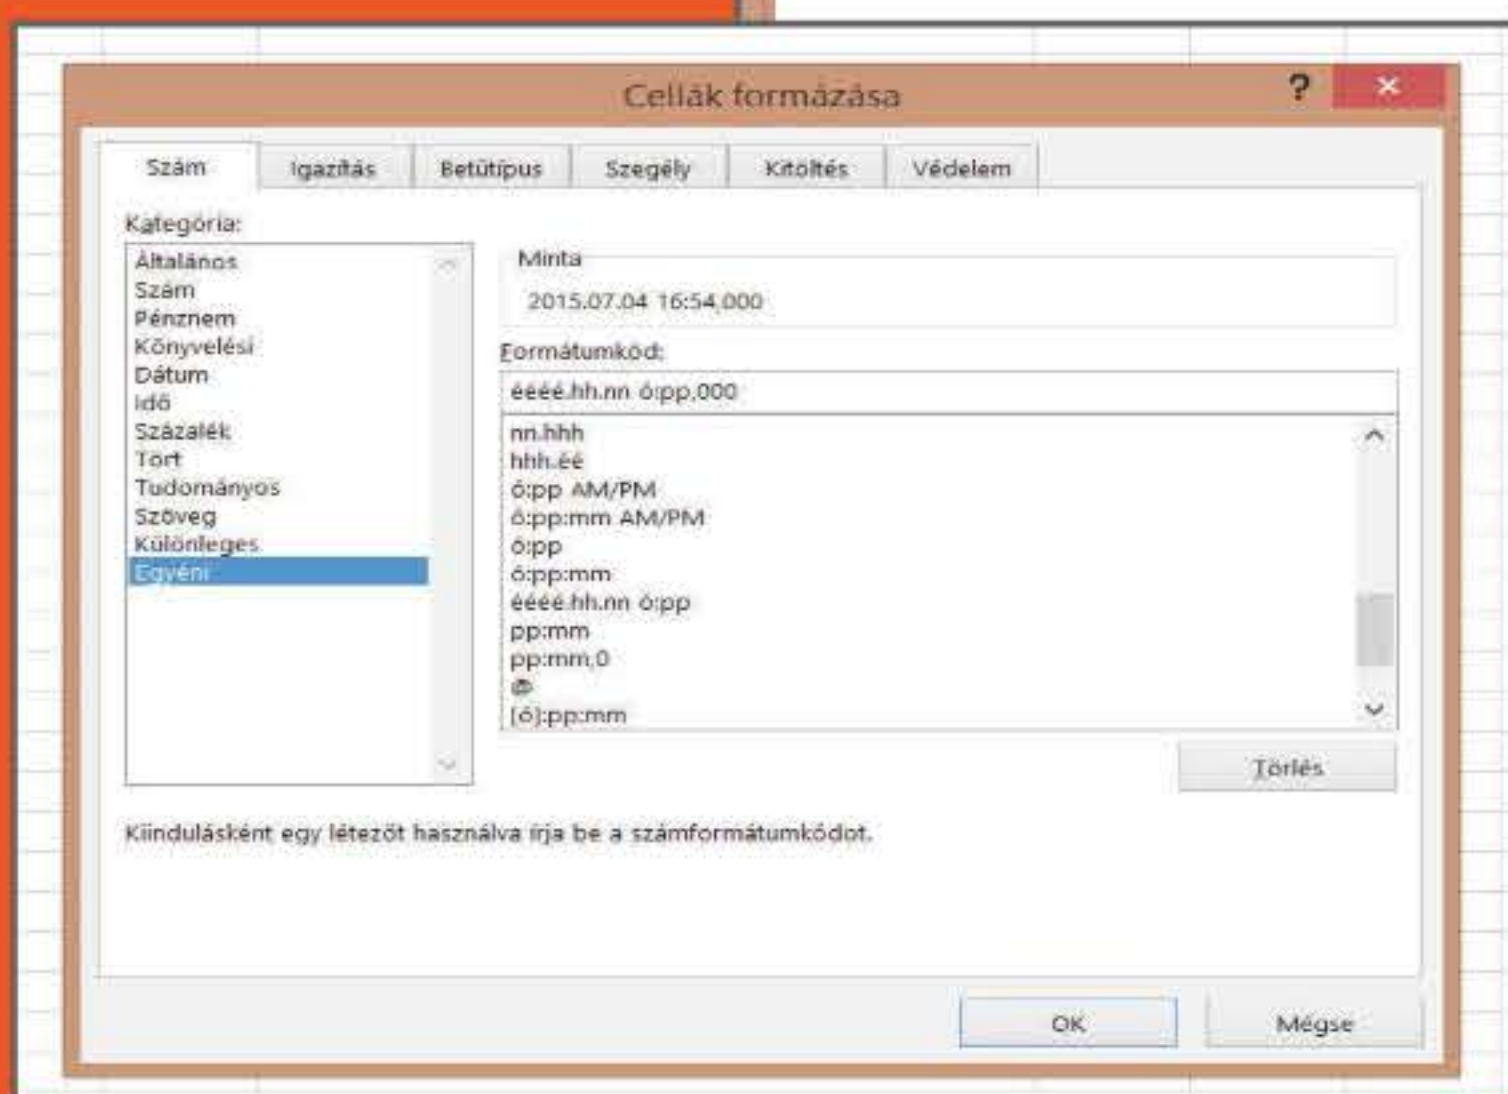 Cellák formázása
?
Szám Igazítás Betűtípus Szegély Kitöltés Védelem
Kategória:
Általános
Szám
Pénznem
Könyvelési
Dátum
Idő
Százalék
Tört
Tudományos
Szöveg
Különleges
Egyéni
Minta
2015.07.04 16:54,000
Formátumkód:
éééé.hh.nn ó:pp,000
nn.hhh
hhh.éé
ó:pp AM/PM
ó:pp:mm AM/PM
ó:pp
ó:pp:mm
éééé.hh.nn ó:pp
pp:mm
pp:mm,0
@
[ó]:pp:mm
Törlés
Kiindulásként egy létezőt használva írja be a számformátumkódot.
OK Mégse